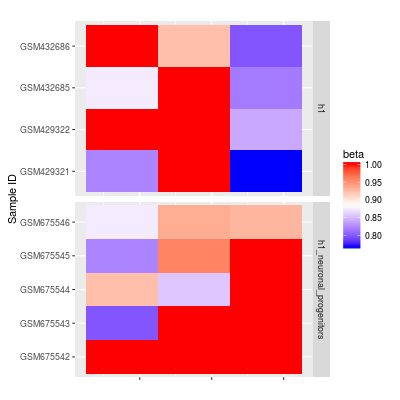 GSM432686
GSM432685
GSM429322
GSM429321
h1
GSM675546
GSM675545
GSM675544
GSM675543
GSM675542
h1_neuronal_progenitors
Sample ID
beta
1.00
0.95
0.90
0.85
0.80